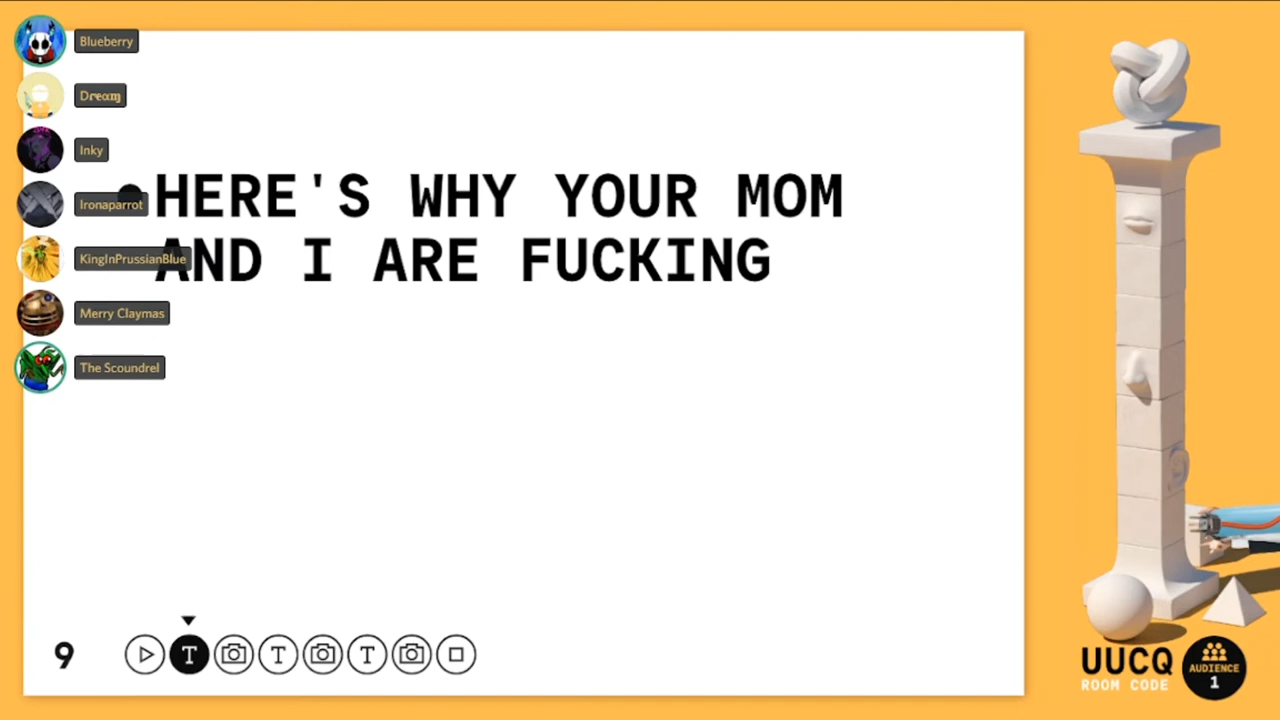 Blueberry
Dream
Inky
Ironaparrot
KingInPrussianBlue
Merry Claymas
The Scoundrel
HERE'S WHY YOUR MOM
AND I ARE FUCKING
9
T
T
T
UUCQ
ROOM CODE
AUDIENCE
1